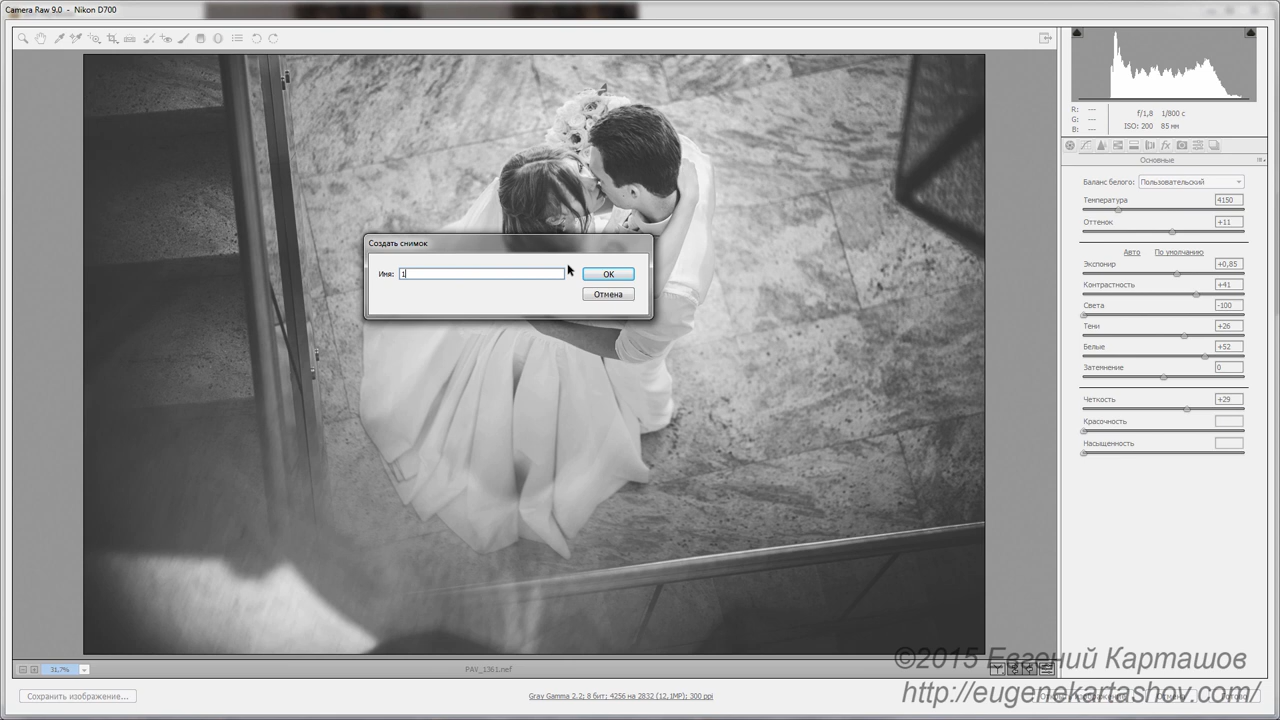 Camera Raw 9.0 - Nikon D700
R: ---
G: ---
B: ---
f/1,8 1/800 с
ISO: 200 85 мм
Основные
Баланс белого: Пользовательский
Температура 4150
Оттенок +11
Авто По умолчанию
Экспонир +0,85
Контрастность +41
Света -100
Тени +26
Белые +52
Затемнение 0
Четкость +29
Красочность
Насыщенность
Создать снимок
Имя: 1
OK
Отмена
31,7%
PAV_1361.nef
©2015 Евгений Карташов
Сохранить изображение...
Gray Gamma 2.2; 8 бит; 4256 на 2832 (12,1MP); 300 ppi
http://eugenekartashov.com/